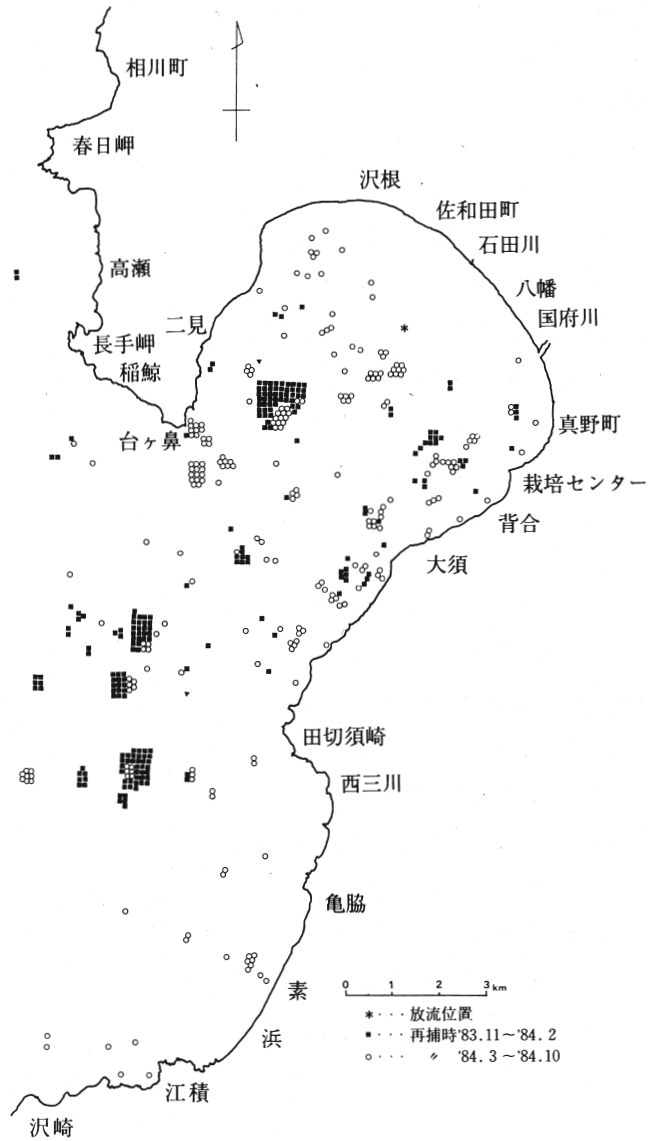 相川町
春日岬
沢根
佐和田町
石田川
高瀬
八幡
二見
国府川
長手岬
稲鯨
真野町
台ヶ鼻
栽培センター
背合
大須
田切須崎
西三川
亀脇
素
浜
江積
沢崎
0 1 2 3 km
*・・・放流位置
■・・・再捕時'83.11～'84.2
○・・・ 〃 '84.3～'84.10